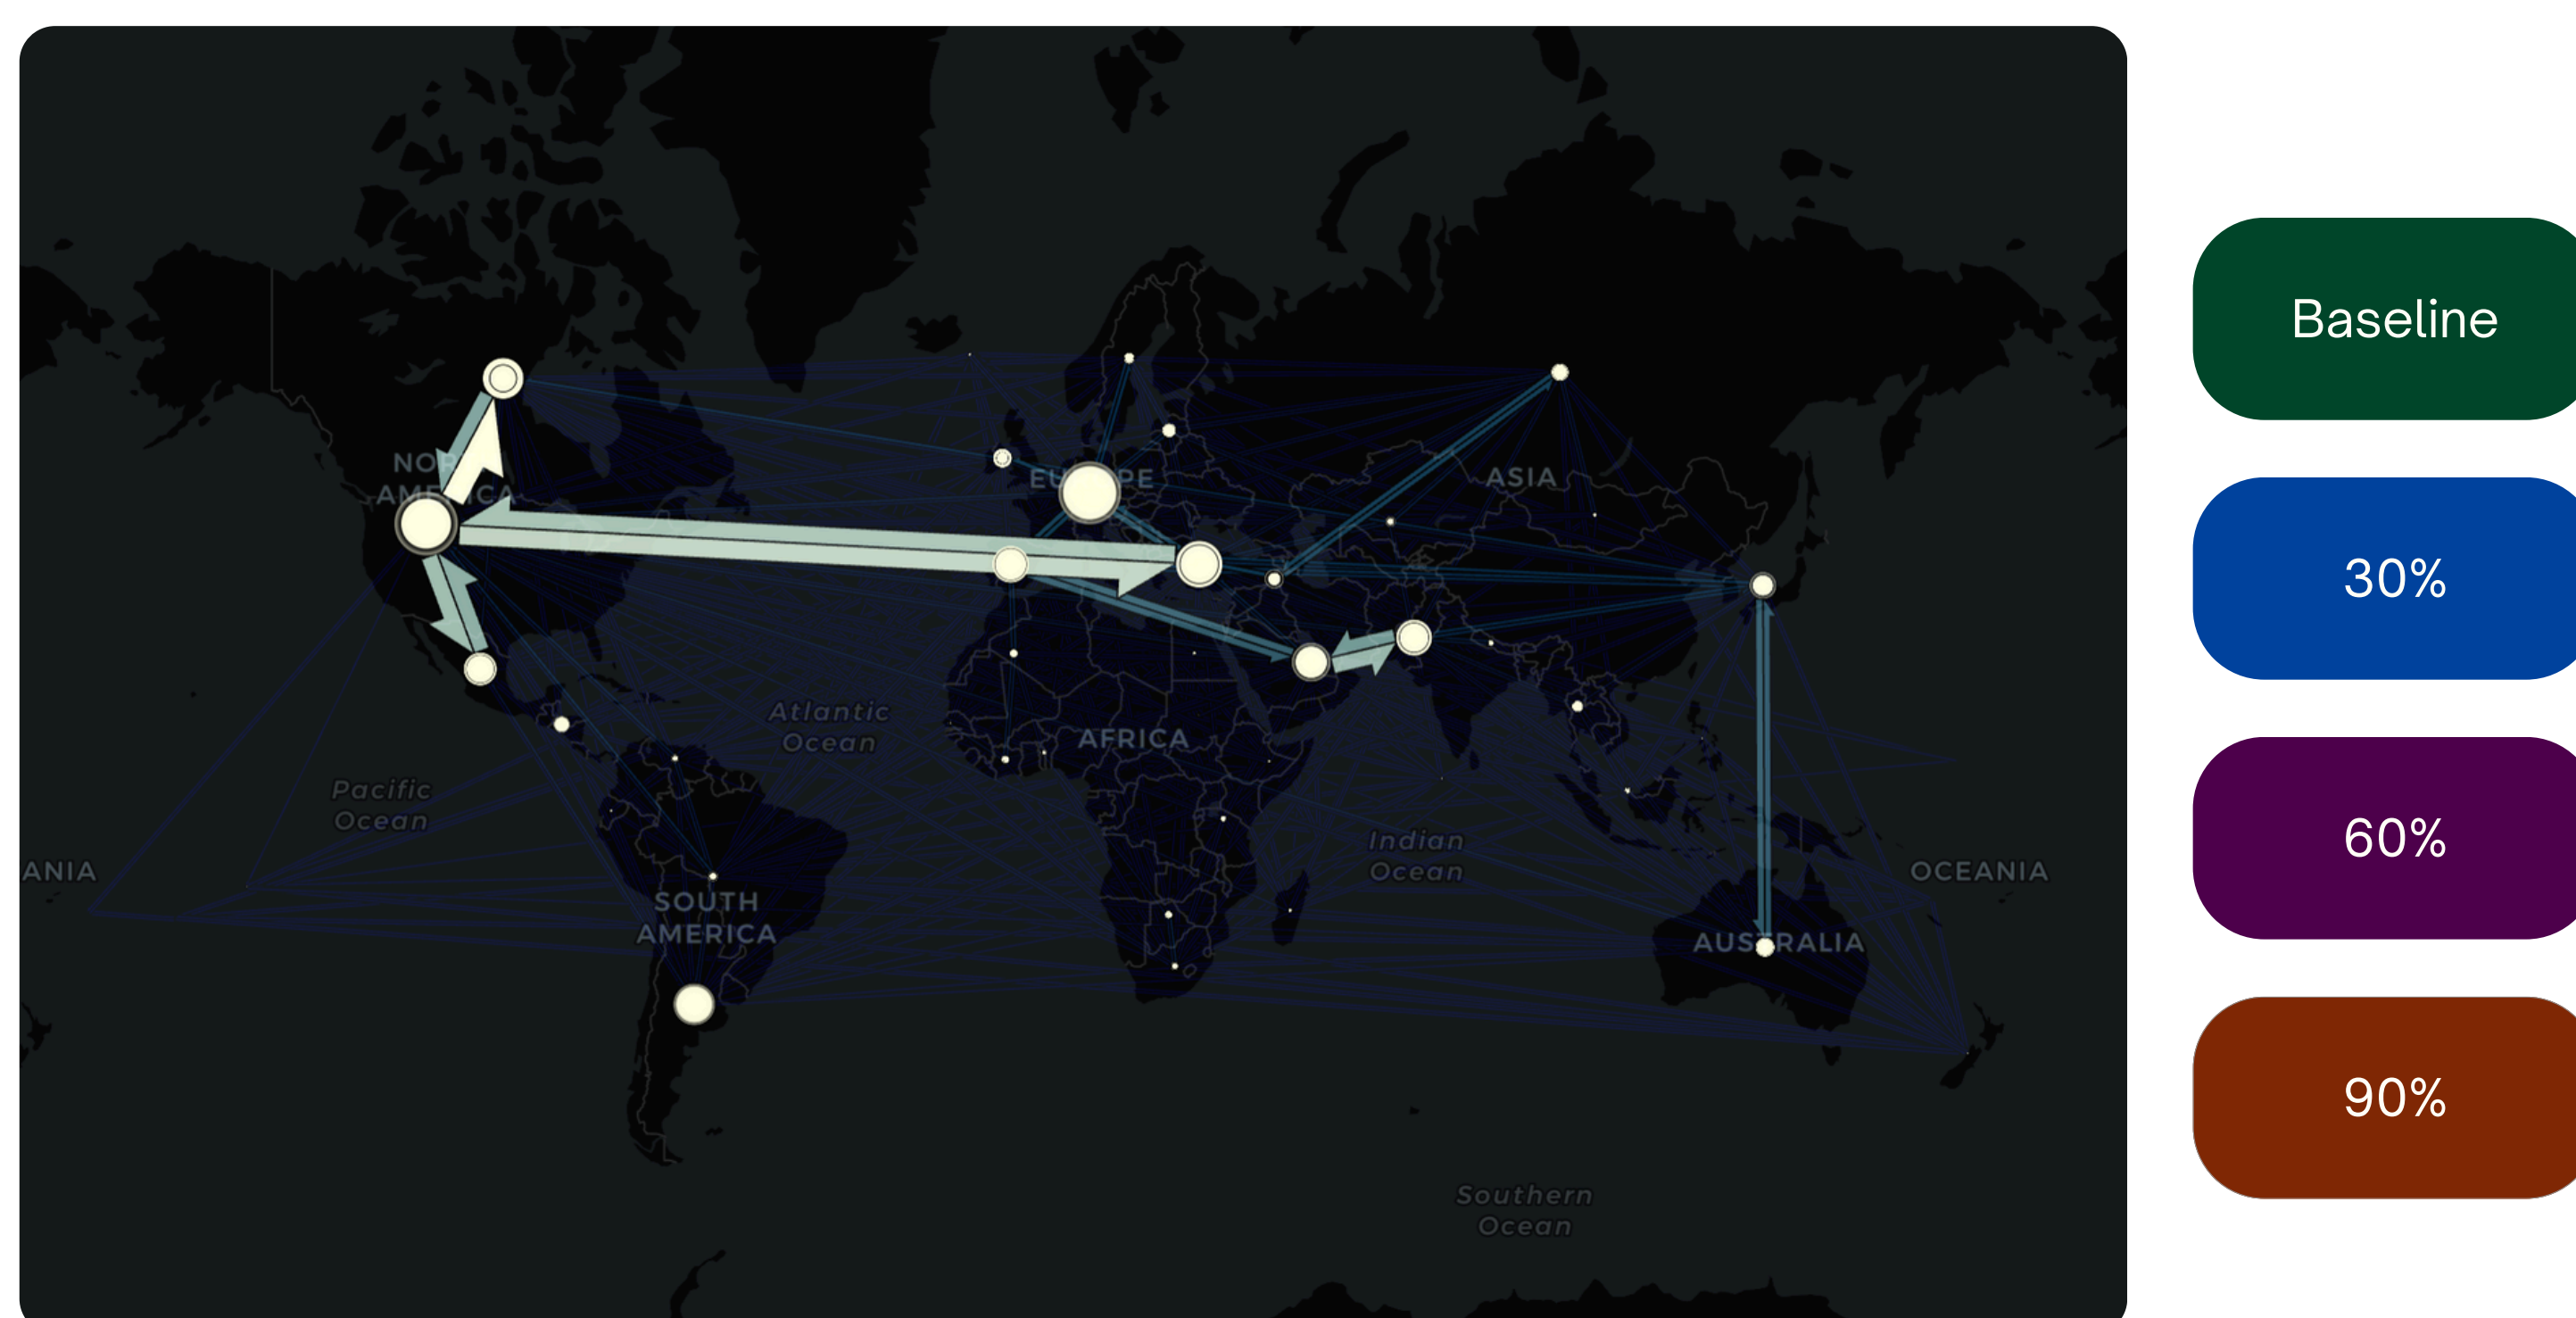 NORTH
AMERICA
EUROPE
ASIA
Atlantic
Ocean
AFRICA
Pacific
Ocean
Indian
Ocean
ANIA
OCEANIA
SOUTH
AMERICA
AUSTRALIA
Southern
Ocean
Baseline
30%
60%
90%